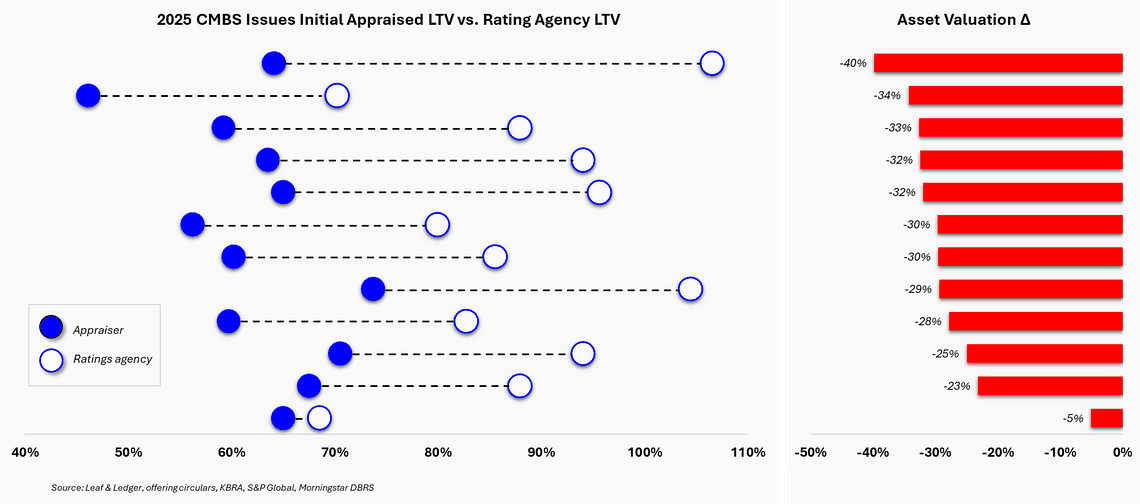 2025 CMBS Issues Initial Appraised LTV vs. Rating Agency LTV
Asset Valuation Δ
-40%
-34%
-33%
-32%
-32%
-30%
-30%
-29%
-28%
-25%
-23%
-5%
Appraiser
Ratings agency
40% 50% 60% 70% 80% 90% 100% 110%
-50% -40% -30% -20% -10% 0%
Source: Leaf & Ledger, offering circulars, KBRA, S&P Global, Morningstar DBRS